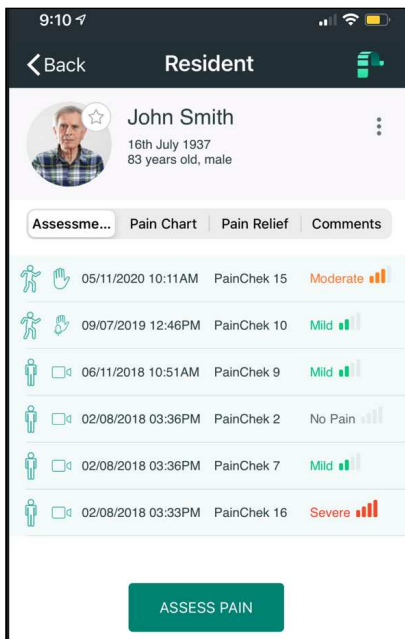 9:10
Back Resident
John Smith
16th July 1937
83 years old, male
Assessme... Pain Chart Pain Relief Comments
05/11/2020 10:11AM PainChek 15 Moderate
09/07/2019 12:46PM PainChek 10 Mild
06/11/2018 10:51AM PainChek 9 Mild
02/08/2018 03:36PM PainChek 2 No Pain
02/08/2018 03:36PM PainChek 7 Mild
02/08/2018 03:33PM PainChek 16 Severe
ASSESS PAIN